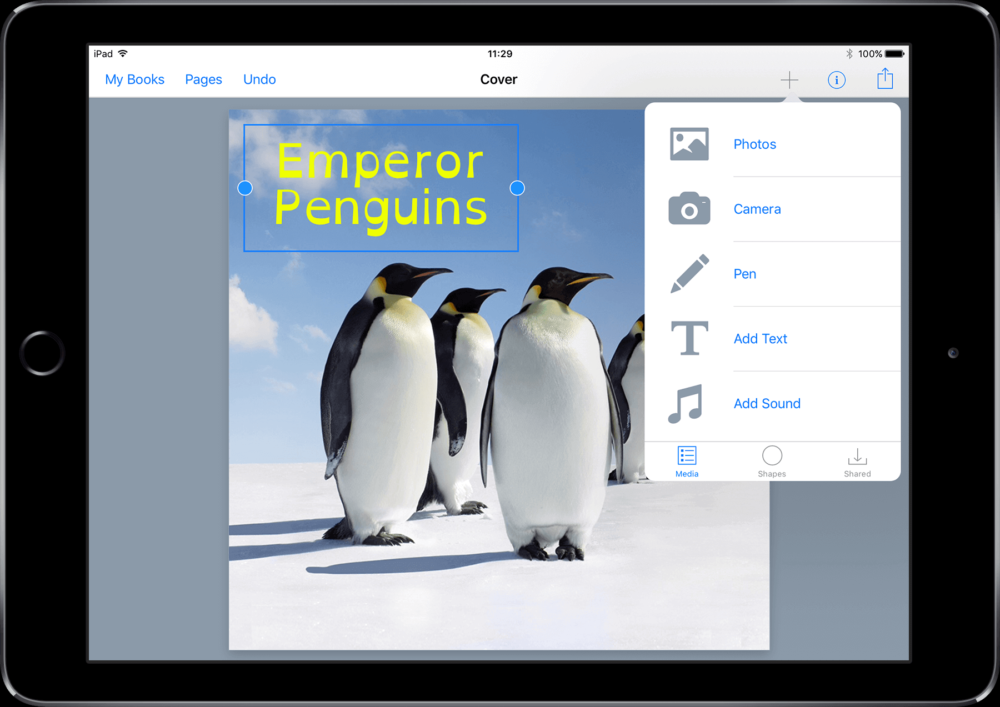 iPad 11:29 100%
My Books Pages Undo Cover
Emperor
Penguins
Photos
Camera
Pen
Add Text
Add Sound
Media Shapes Shared